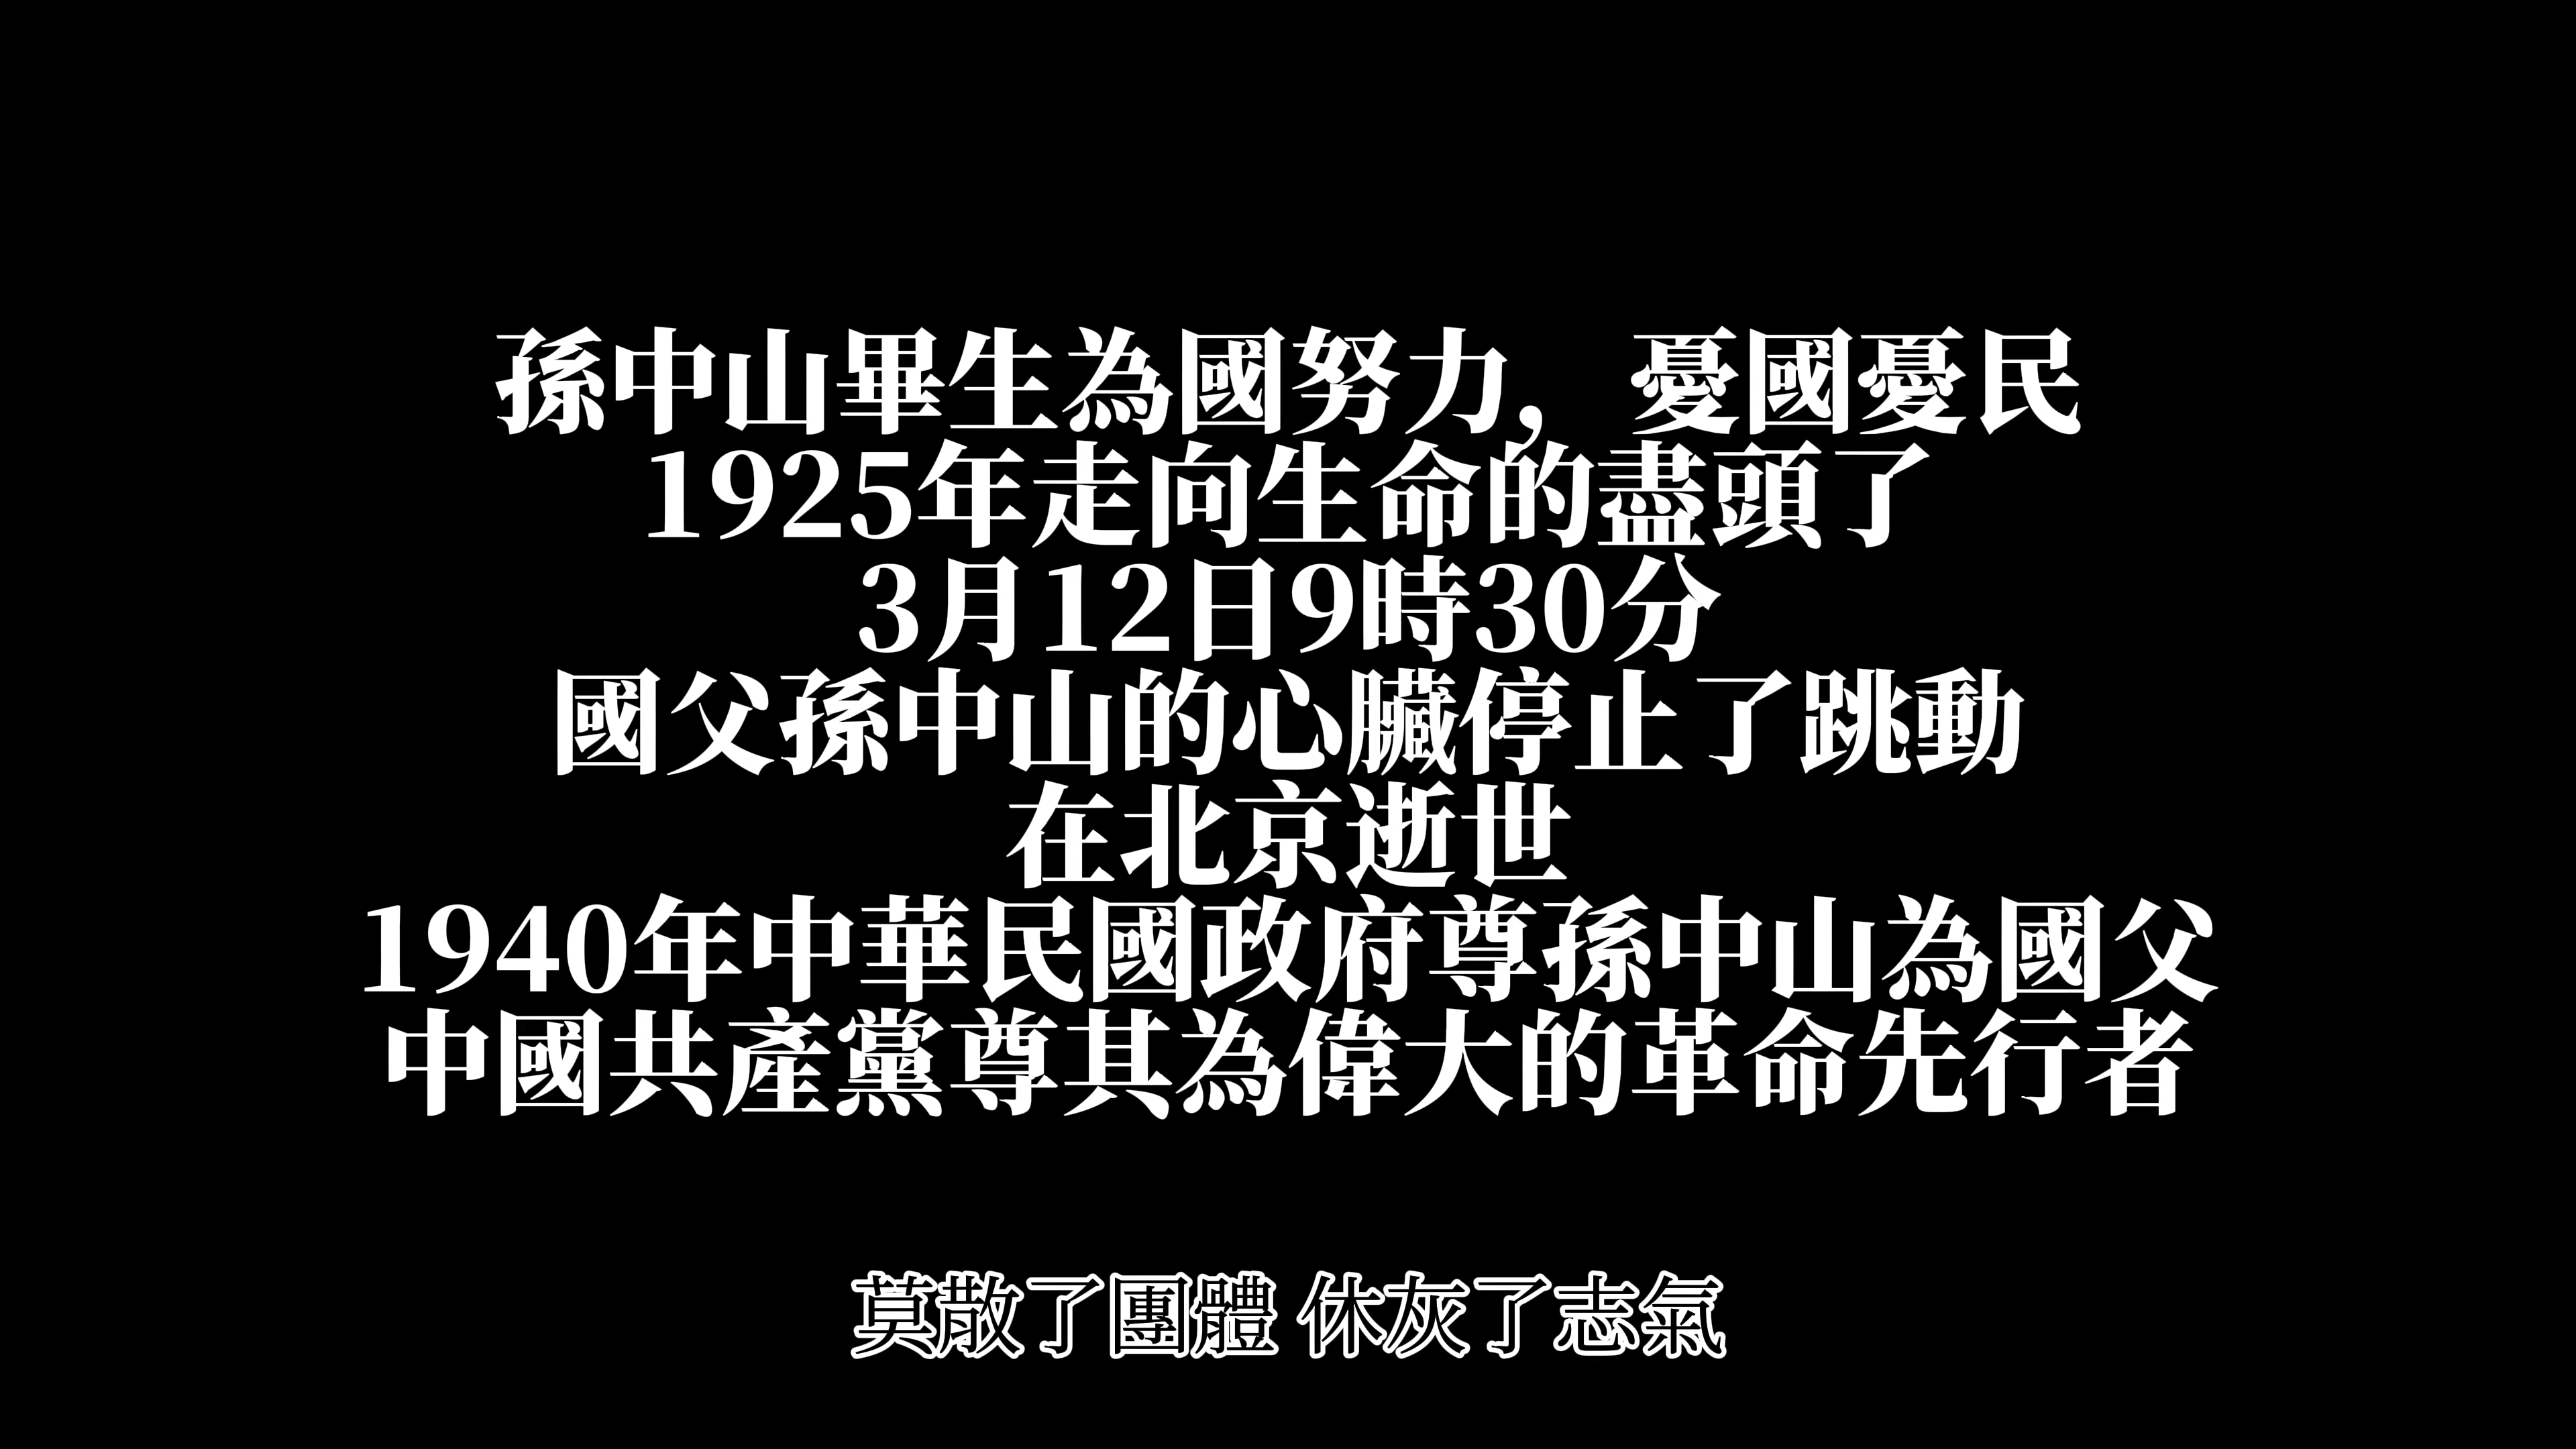 孫中山畢生為國努力，憂國憂民
1925年走向生命的盡頭了
3月12日9時30分
國父孫中山的心臟停止了跳動
在北京逝世
1940年中華民國政府尊孫中山為國父
中國共產黨尊其為偉大的革命先行者
莫散了團體 休灰了志氣